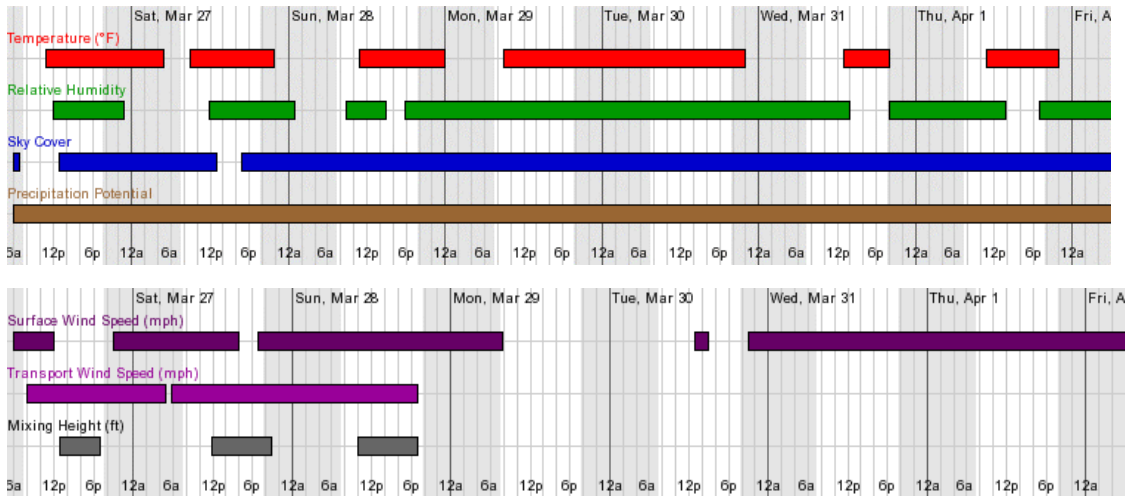 Sat, Mar 27 Sun, Mar 28 Mon, Mar 29 Tue, Mar 30 Wed, Mar 31 Thu, Apr 1 Fri, A
Temperature (°F)
Relative Humidity
Sky Cover
Precipitation Potential
6a 12p 6p 12a 6a 12p 6p 12a 6a 12p 6p 12a 6a 12p 6p 12a 6a 12p 6p 12a 6a 12p 6p 12a 6a 12p 6p 12a
Sat, Mar 27 Sun, Mar 28 Mon, Mar 29 Tue, Mar 30 Wed, Mar 31 Thu, Apr 1 Fri, A
Surface Wind Speed (mph)
Transport Wind Speed (mph)
Mixing Height (ft)
6a 12p 6p 12a 6a 12p 6p 12a 6a 12p 6p 12a 6a 12p 6p 12a 6a 12p 6p 12a 6a 12p 6p 12a 6a 12p 6p 12a